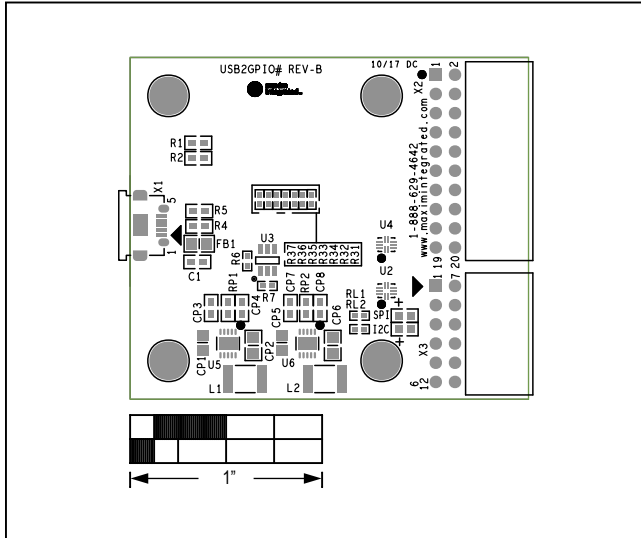 USB2GPIO# REV-B
10/17 DC
maxim
integrated™
X2
1
2
R1
R2
1-888-629-4642
www.maximintegrated.com
X1
5
1
R5
R4
FB1
C1
U3
R6
R7
R37
R36
R35
R33
R34
R32
R31
U4
U2
19
20
1
7
RP1
CP4
CP3
CP7
RP2
CP8
CP5
CP6
RL1
RL2
SPI
I2C
+
+
X3
CP1
U5
CP2
U6
L1
L2
6
12
1"